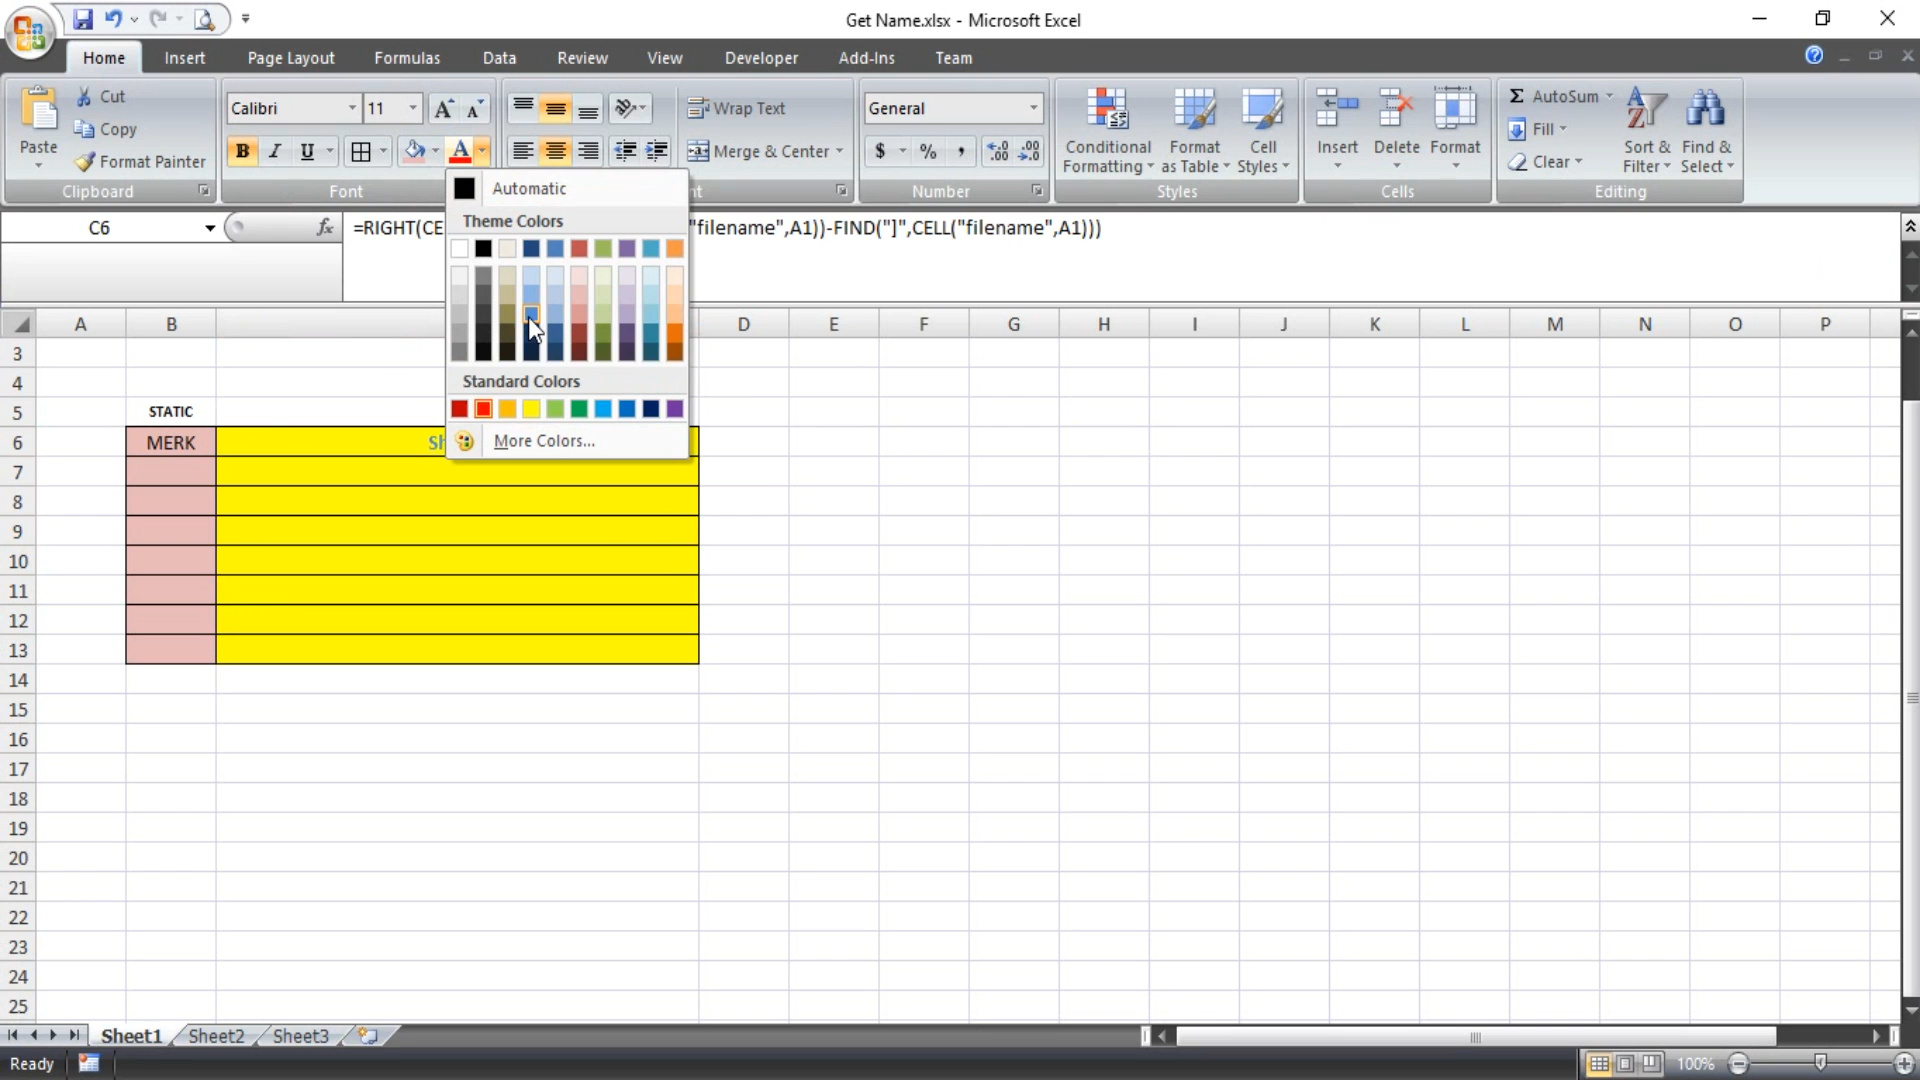 Get Name.xlsx - Microsoft Excel
Home Insert Page Layout Formulas Data Review View Developer Add-Ins Team
Paste Cut Copy Format Painter Clipboard
Calibri 11 B I U A Font
Wrap Text Merge & Center nt
General $ % , .00 Number
Conditional Formatting Format as Table Cell Styles Styles
Insert Delete Format Cells
Σ AutoSum Fill Clear Sort & Filter Find & Select Editing
Automatic
Theme Colors
Standard Colors
More Colors...
C6 fx =RIGHT(CE "filename",A1))-FIND("]",CELL("filename",A1)))
A B D E F G H I J K L M N O P
3
4
5 STATIC
6 MERK Sh
7
8
9
10
11
12
13
14
15
16
17
18
19
20
21
22
23
24
25
Sheet1 Sheet2 Sheet3
Ready 100%